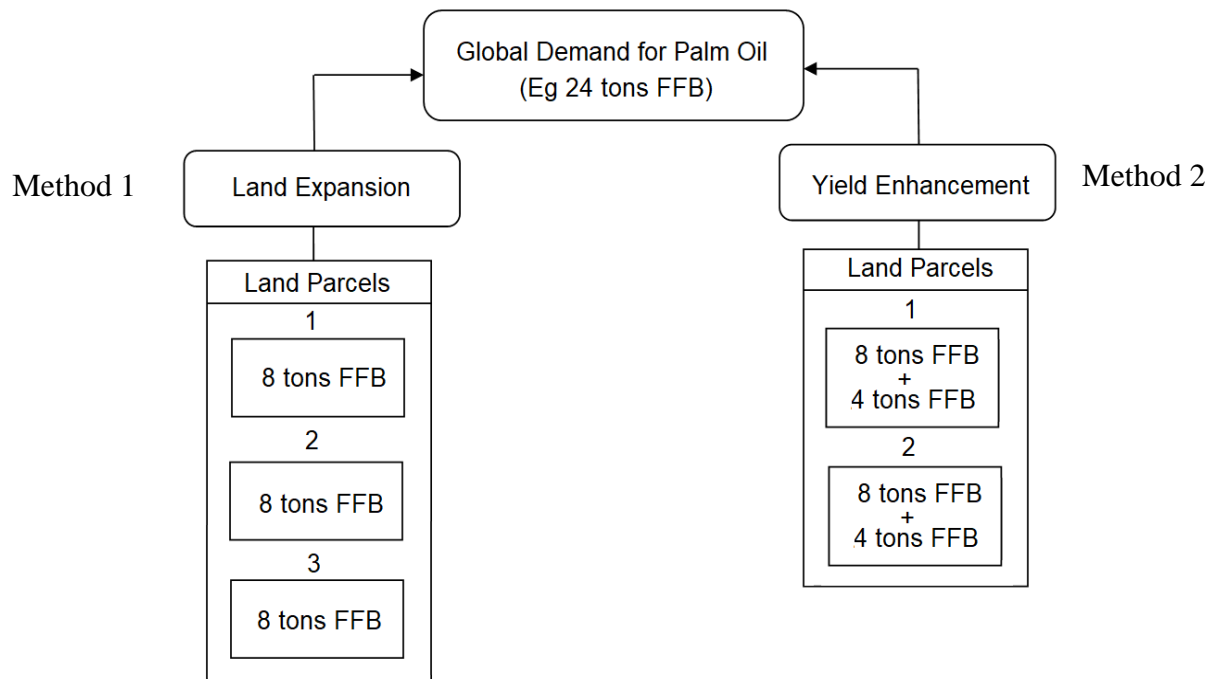 Global Demand for Palm Oil
(Eg 24 tons FFB)
Method 1
Land Expansion
Land Parcels
1
8 tons FFB
2
8 tons FFB
3
8 tons FFB
Yield Enhancement
Method 2
Land Parcels
1
8 tons FFB
+
4 tons FFB
2
8 tons FFB
+
4 tons FFB